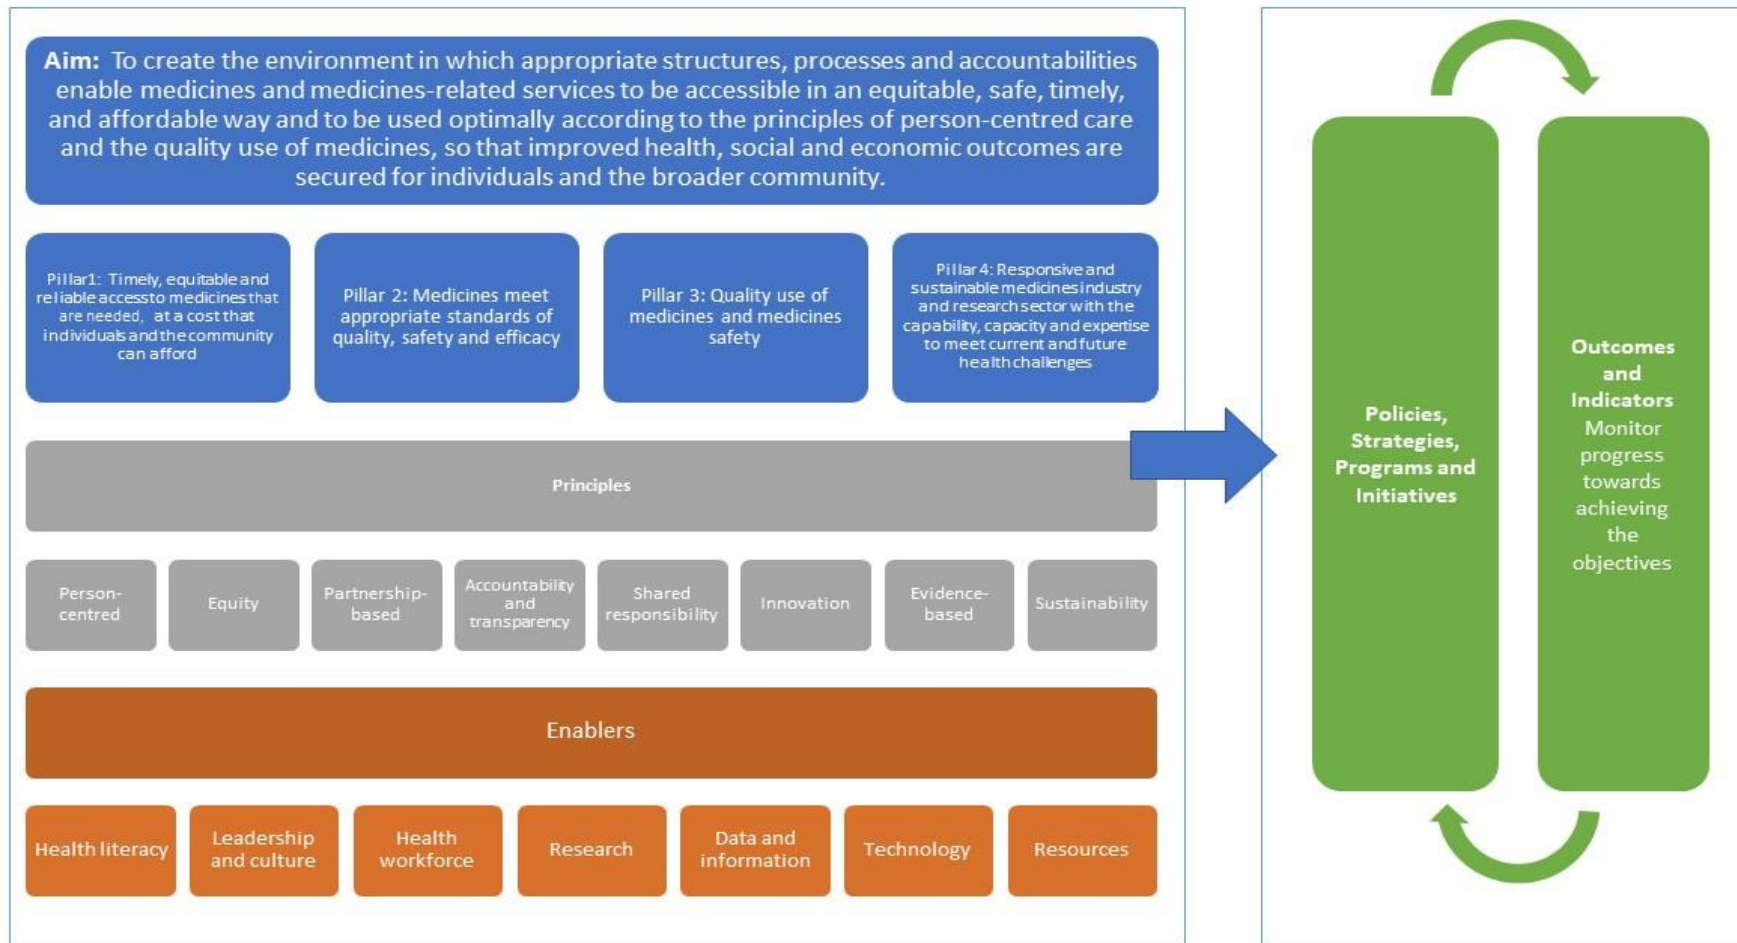 Aim: To create the environment in which appropriate structures, processes and accountabilities
enable medicines and medicines-related services to be accessible in an equitable, safe, timely,
and affordable way and to be used optimally according to the principles of person-centred care
and the quality use of medicines, so that improved health, social and economic outcomes are
secured for individuals and the broader community.
Pillar1: Timely, equitable and
reliable access to medicines that
are needed, at a cost that
individuals and the community
can afford
Pillar 2: Medicines meet
appropriate standards of
quality, safety and efficacy
Pillar 3: Quality use of
medicines and medicines
safety
Pillar 4: Responsive and
sustainable medicines industry
and research sector with the
capability, capacity and expertise
to meet current and future
health challenges
Principles
Person-
centred
Equity
Partnership-
based
Accountability
and
transparency
Shared
responsibility
Innovation
Evidence-
based
Sustainability
Enablers
Health literacy
Leadership
and culture
Health
workforce
Research
Data and
information
Technology
Resources
Policies,
Strategies,
Programs and
Initiatives
Outcomes
and
Indicators
Monitor
progress
towards
achieving
the
objectives